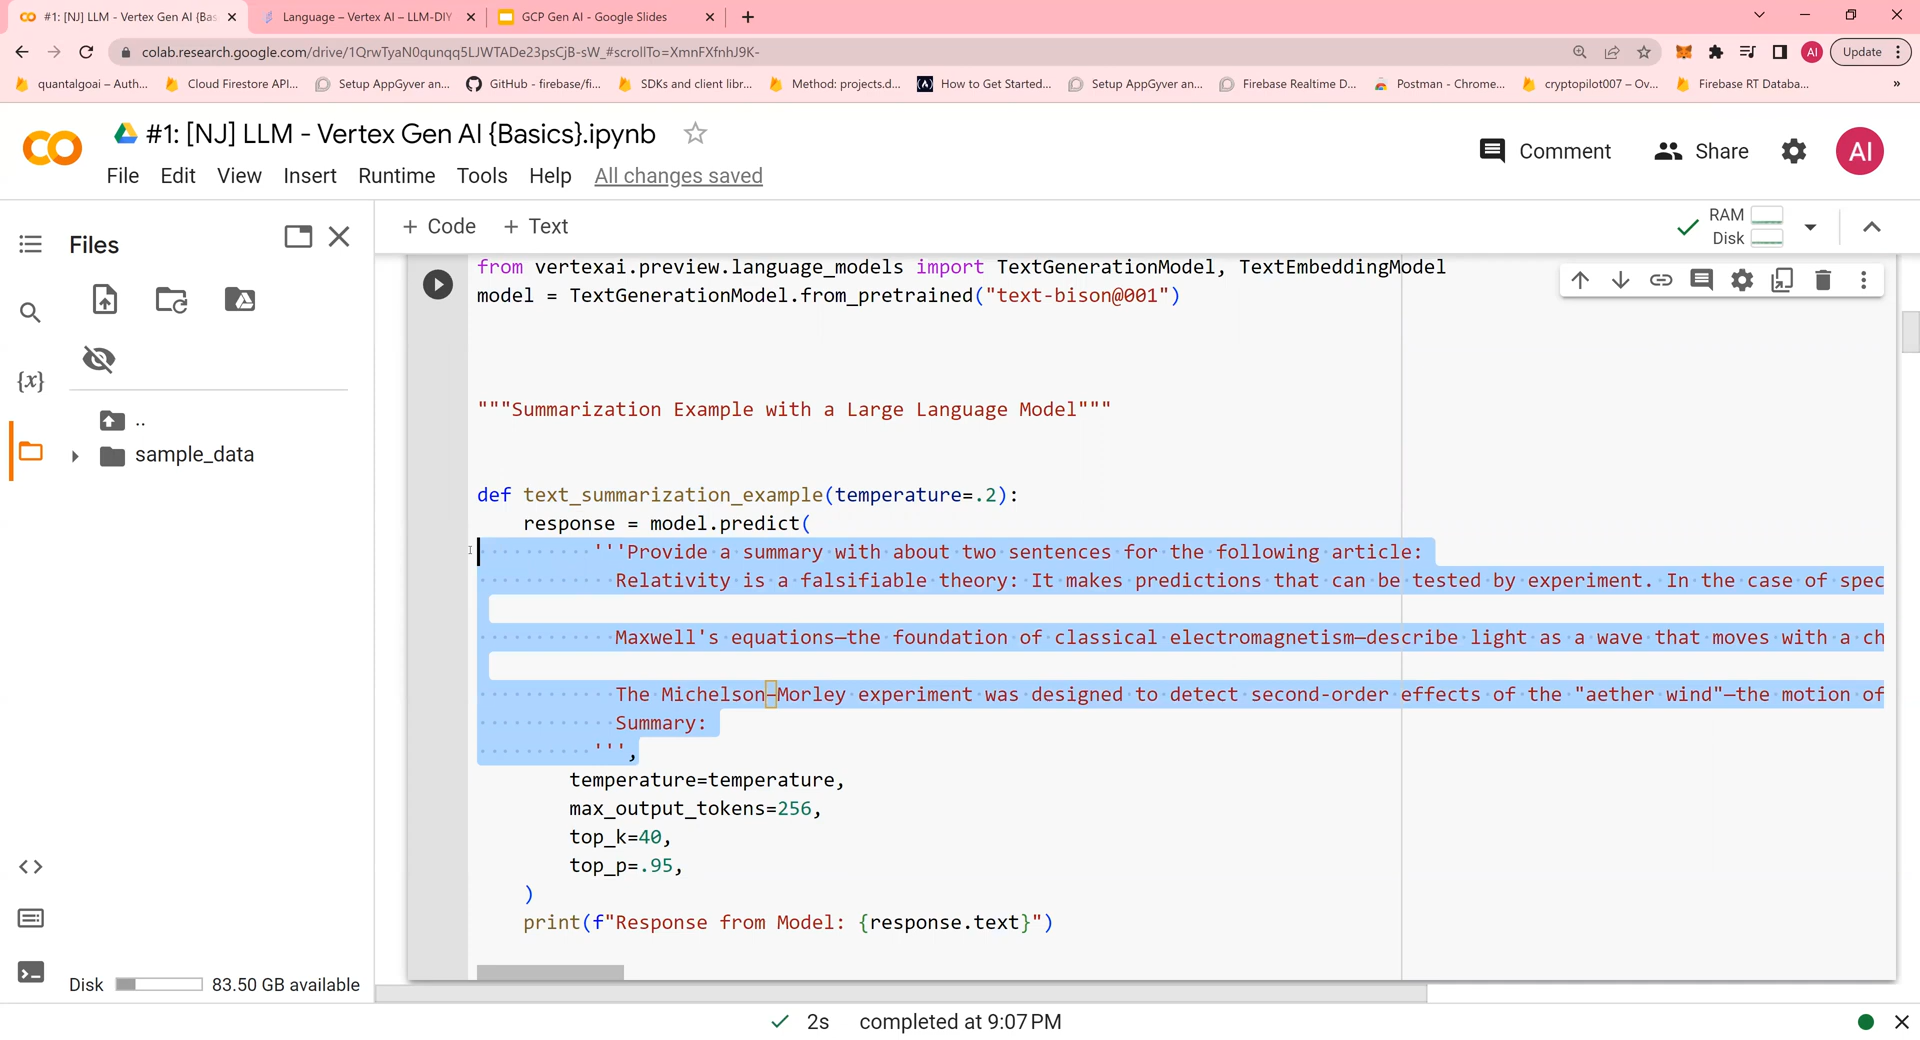 #1: [NJ] LLM - Vertex Gen AI {Bas
Language – Vertex AI – LLM-DIY
GCP Gen AI - Google Slides
colab.research.google.com/drive/1QrwTyaN0qunqq5LJWTADe23psCjB-sW_#scrollTo=XmnFXfnhJ9K-
AI
Update
quantalgoai – Auth...
Cloud Firestore API...
Setup AppGyver an...
GitHub - firebase/fi...
SDKs and client libr...
Method: projects.d...
How to Get Started...
Setup AppGyver an...
Firebase Realtime D...
Postman - Chrome...
cryptopilot007 – Ov...
Firebase RT Databa...
»
#1: [NJ] LLM - Vertex Gen AI {Basics}.ipynb
Comment
Share
AI
File Edit View Insert Runtime Tools Help All changes saved
Files
+ Code + Text
RAM
Disk
{x}
..
sample_data
from vertexai.preview.language_models import TextGenerationModel, TextEmbeddingModel
model = TextGenerationModel.from_pretrained("text-bison@001")
"""Summarization Example with a Large Language Model"""
def text_summarization_example(temperature=.2):
response = model.predict(
'''Provide a summary with about two sentences for the following article:
Relativity is a falsifiable theory: It makes predictions that can be tested by experiment. In the case of spec
Maxwell's equations—the foundation of classical electromagnetism—describe light as a wave that moves with a ch
The Michelson–Morley experiment was designed to detect second-order effects of the "aether wind"—the motion of
Summary:
''',
temperature=temperature,
max_output_tokens=256,
top_k=40,
top_p=.95,
)
print(f"Response from Model: {response.text}")
Disk 83.50 GB available
2s completed at 9:07 PM